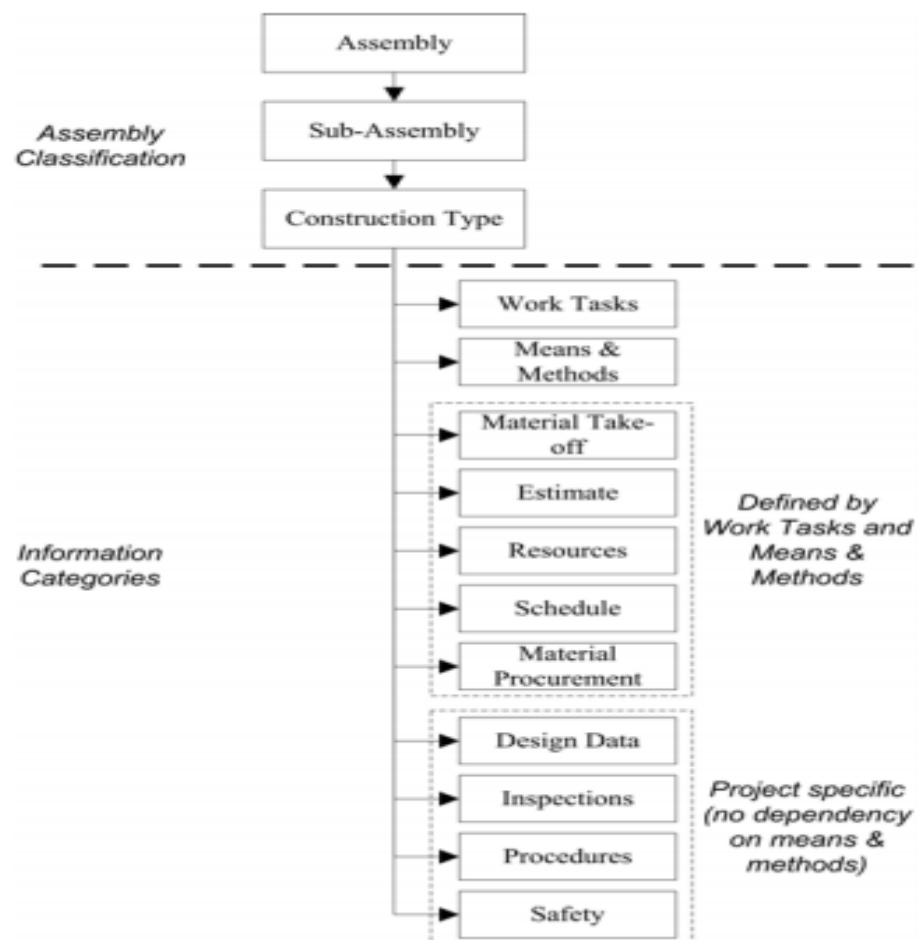 Assembly
Assembly
Classification
Sub-Assembly
Construction Type
Work Tasks
Means &
Methods
Information
Categories
Material Take-
off
Estimate
Resources
Schedule
Material
Procurement
Defined by
Work Tasks and
Means &
Methods
Design Data
Inspections
Procedures
Safety
Project specific
(no dependency
on means &
methods)